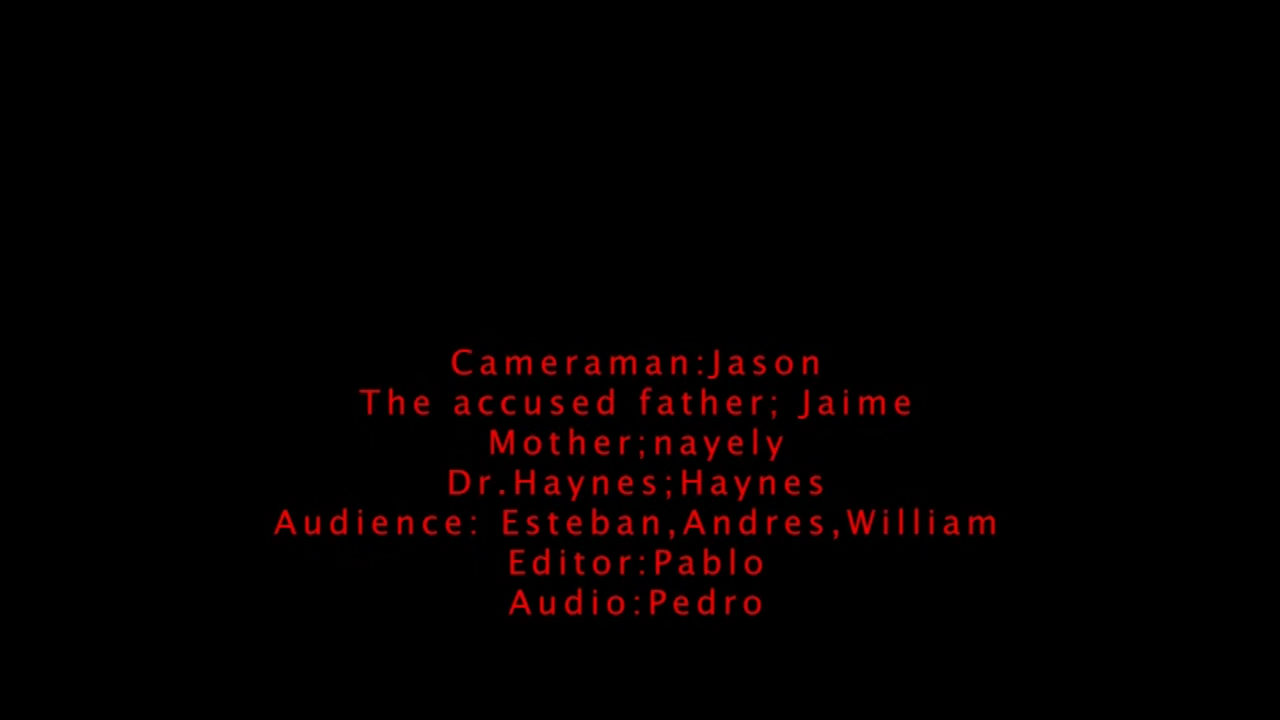 Cameraman:Jason
The accused father; Jaime
Mother;nayely
Dr.Haynes;Haynes
Audience: Esteban,Andres,William
Editor:Pablo
Audio:Pedro